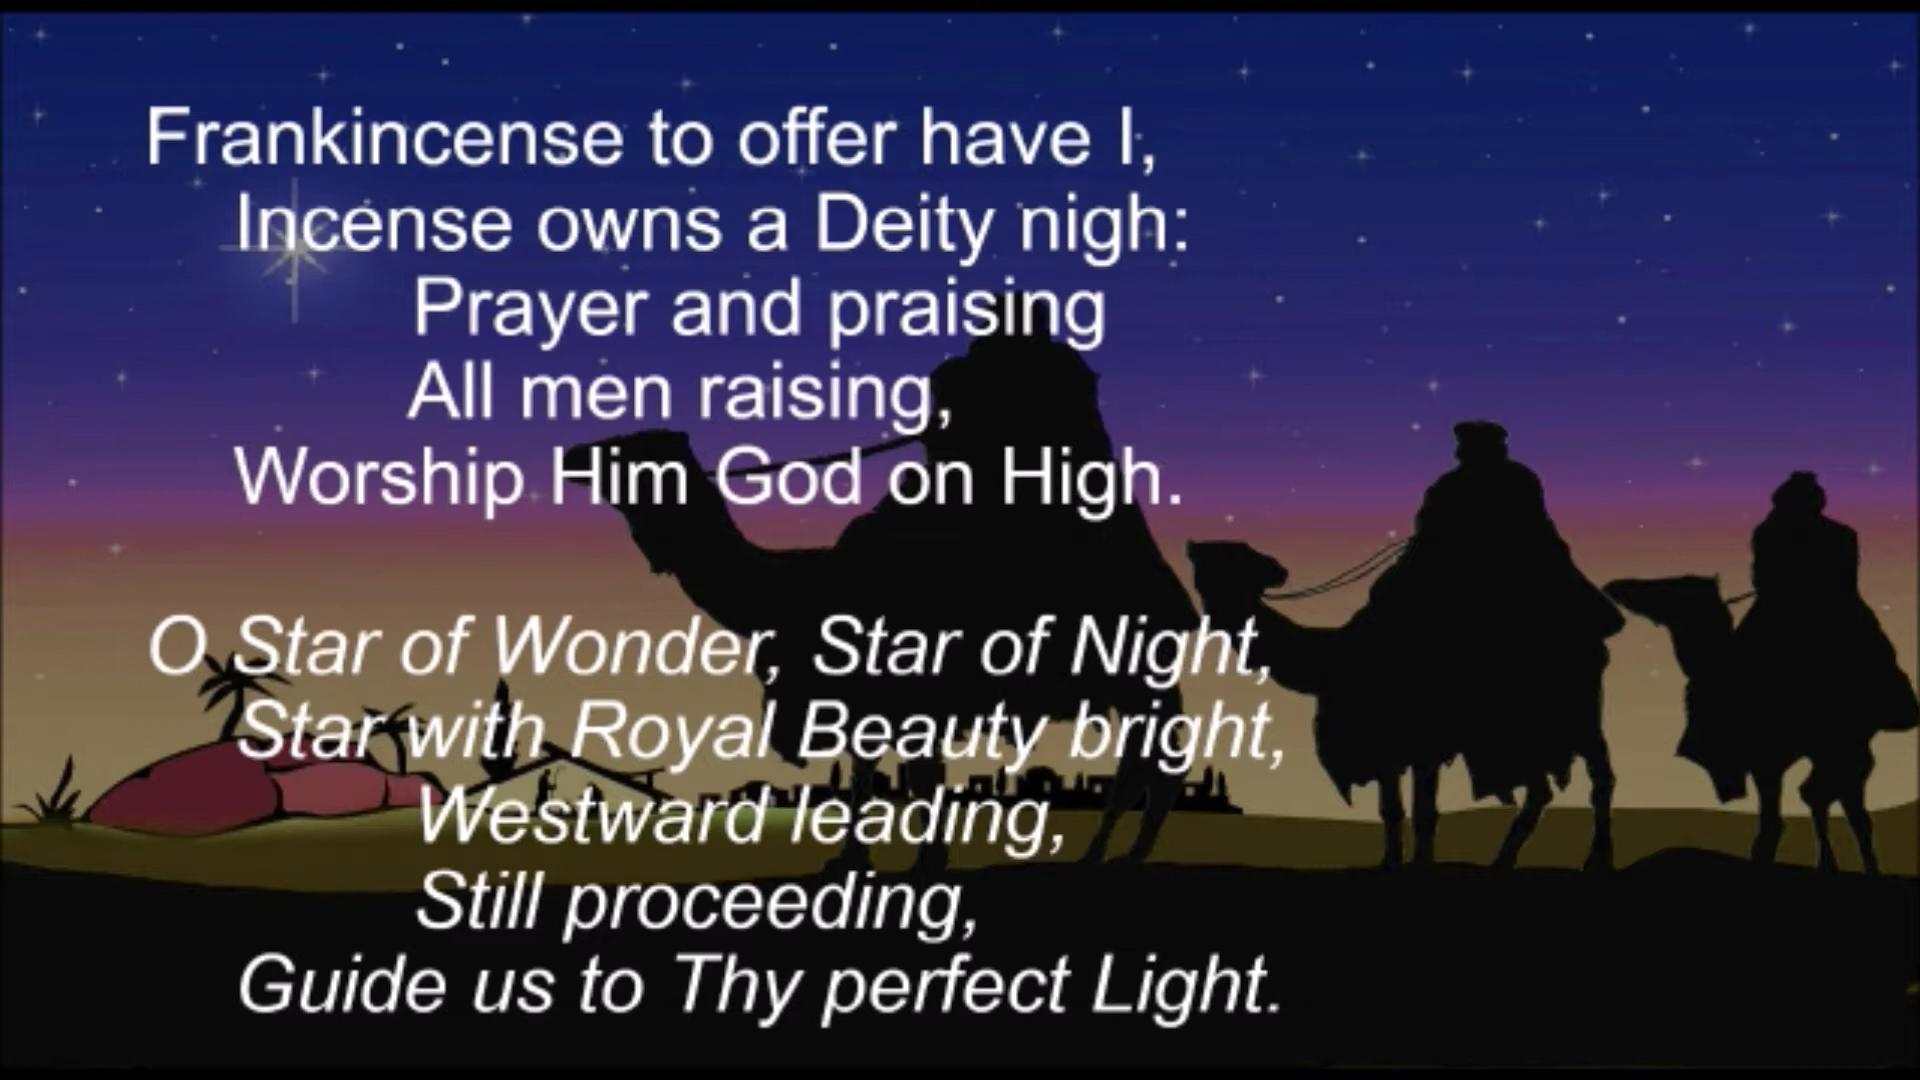 Frankincense to offer have I,
Incense owns a Deity nigh:
Prayer and praising
All men raising,
Worship Him God on High.
O Star of Wonder, Star of Night,
Star with Royal Beauty bright,
Westward leading,
Still proceeding,
Guide us to Thy perfect Light.